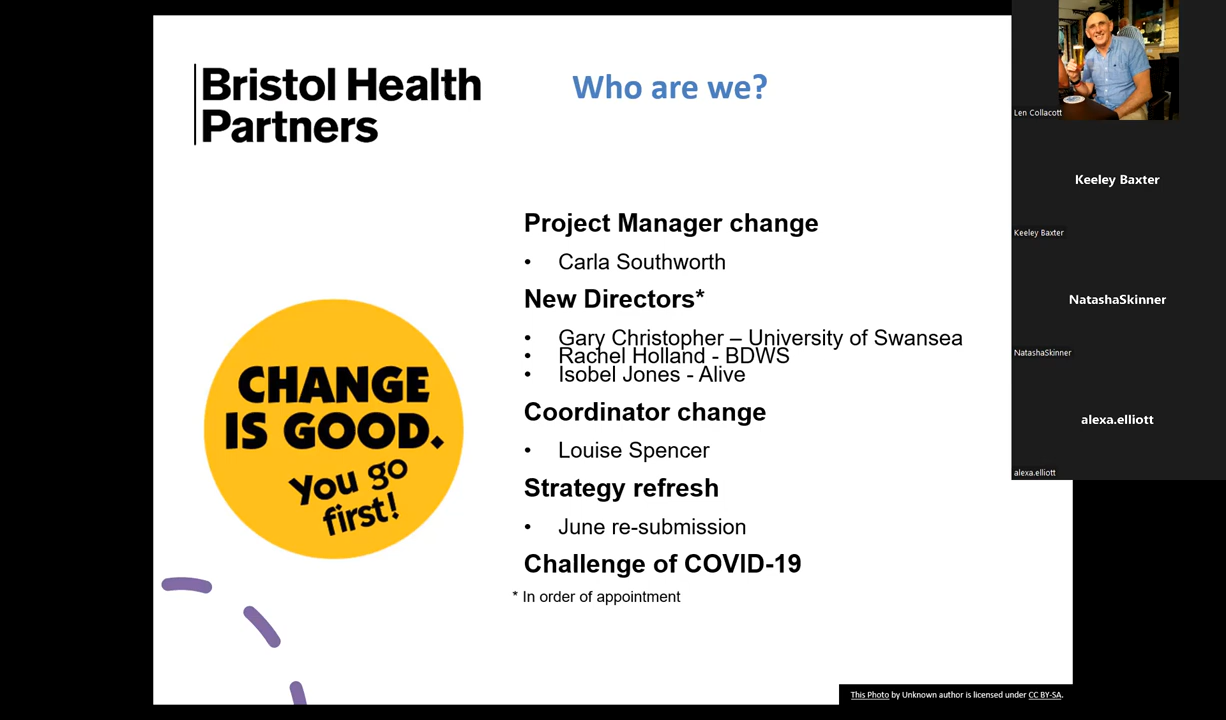 Bristol Health
Partners
Who are we?
Project Manager change
• Carla Southworth
New Directors*
• Gary Christopher – University of Swansea
• Rachel Holland - BDWS
• Isobel Jones - Alive
Coordinator change
• Louise Spencer
Strategy refresh
• June re-submission
Challenge of COVID-19
* In order of appointment
CHANGE
IS GOOD.
You go
first!
This Photo by Unknown author is licensed under CC BY-SA.
Len Collacott
Keeley Baxter
Keeley Baxter
NatashaSkinner
NatashaSkinner
alexa.elliott
alexa.elliott